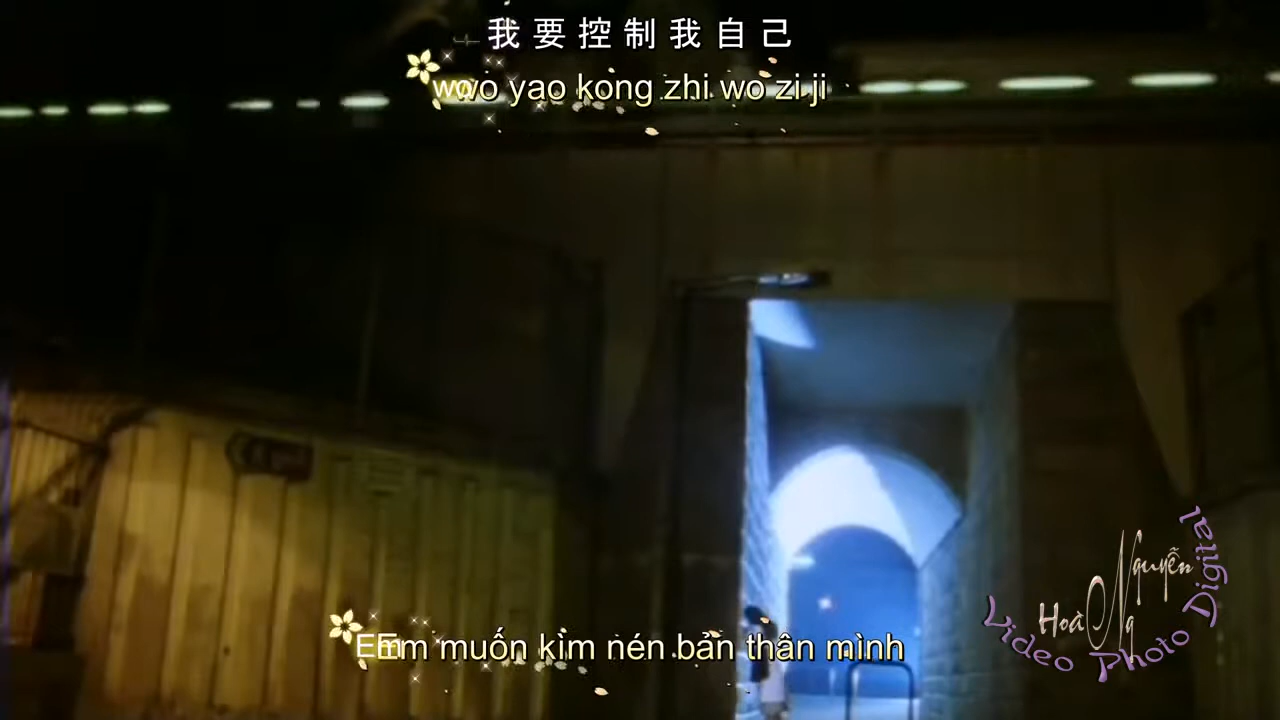 我要控制我自己
wo yao kong zhi wo zi ji
Em muốn kìm nén bản thân mình
Hoà Nguyễn
Video Photo Digital